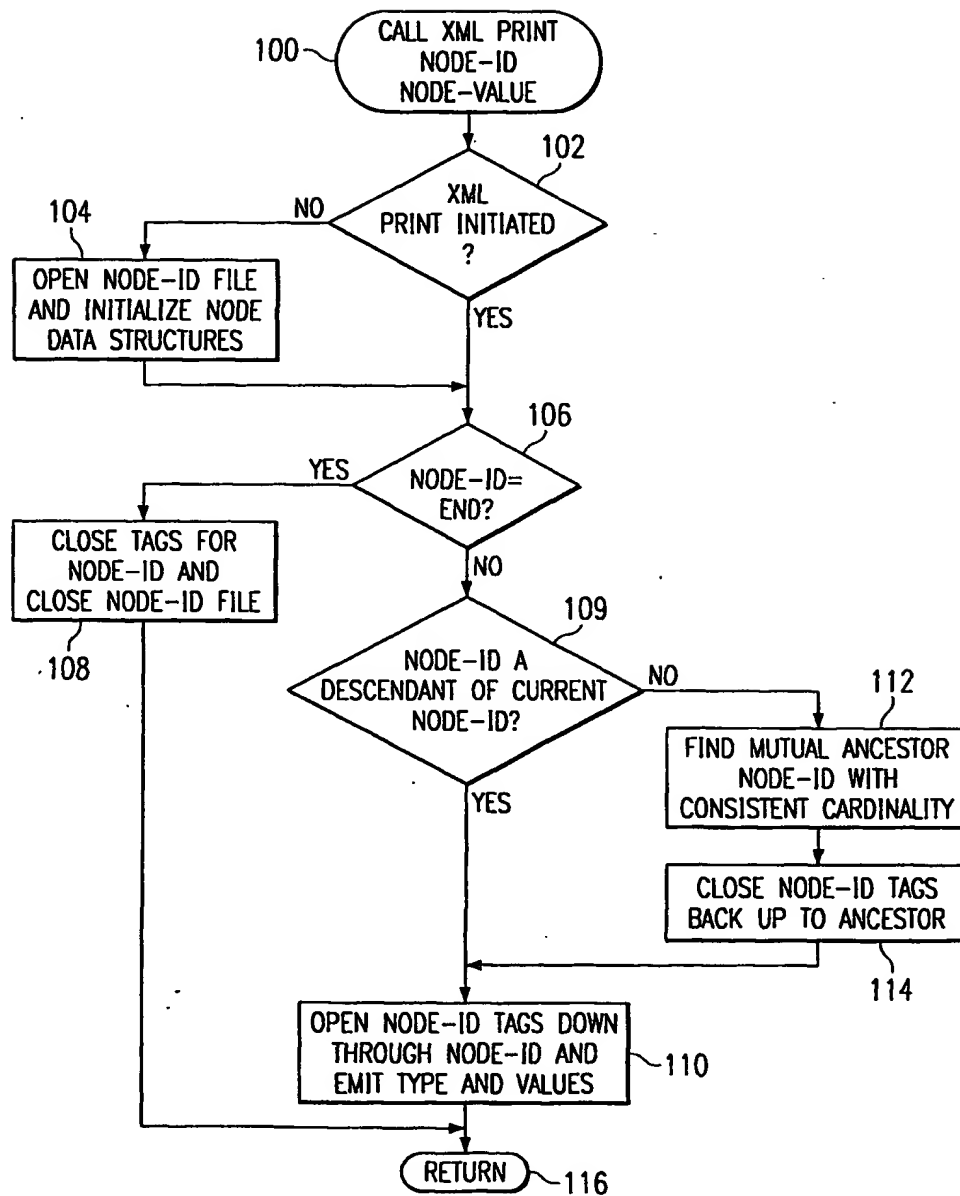 CALL XML PRINT
NODE-ID
NODE-VALUE
100
102
XML
PRINT INITIATED
?
NO
YES
104
OPEN NODE-ID FILE
AND INITIALIZE NODE
DATA STRUCTURES
106
NODE-ID=
END?
YES
NO
CLOSE TAGS FOR
NODE-ID AND
CLOSE NODE-ID FILE
108
109
NODE-ID A
DESCENDANT OF CURRENT
NODE-ID?
NO
YES
112
FIND MUTUAL ANCESTOR
NODE-ID WITH
CONSISTENT CARDINALITY
CLOSE NODE-ID TAGS
BACK UP TO ANCESTOR
114
OPEN NODE-ID TAGS DOWN
THROUGH NODE-ID AND
EMIT TYPE AND VALUES
110
RETURN
116